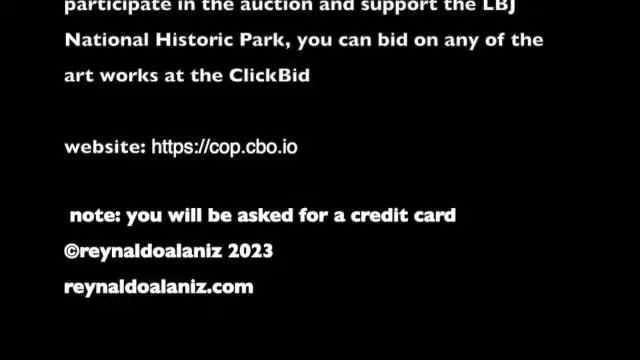 participate in the auction and support the LBJ
National Historic Park, you can bid on any of the
art works at the ClickBid
website: https://cop.cbo.io
note: you will be asked for a credit card
©reynaldoalaniz 2023
reynaldoalaniz.com